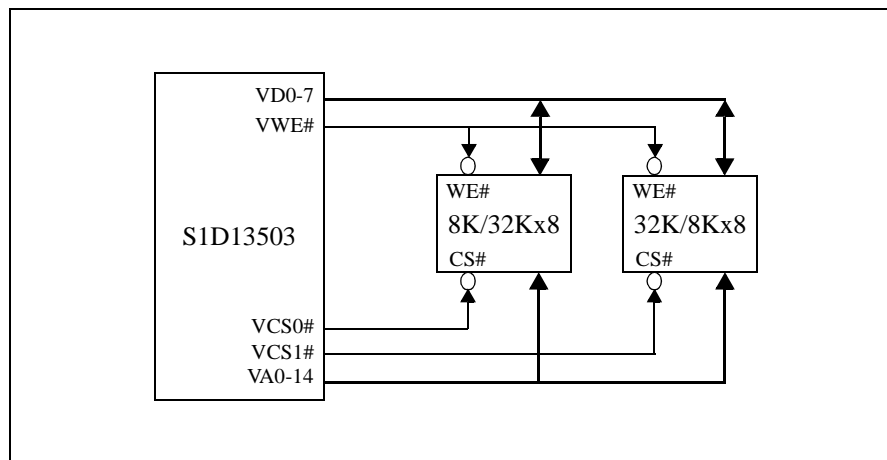 VD0-7
VWE#
S1D13503
VCS0#
VCS1#
VA0-14
WE#
8K/32Kx8
CS#
WE#
32K/8Kx8
CS#